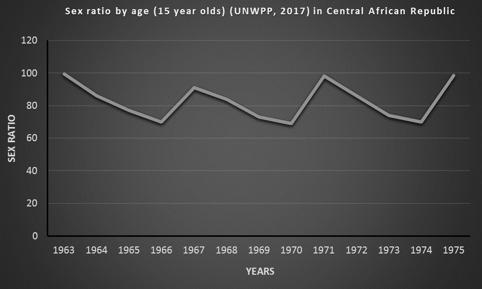 Sex ratio by age (15 year olds) (UNWPP, 2017) in Central African Republic
120
100
80
60
40
20
0
SEX RATIO
1963 1964 1965 1966 1967 1968 1969 1970 1971 1972 1973 1974 1975
YEARS